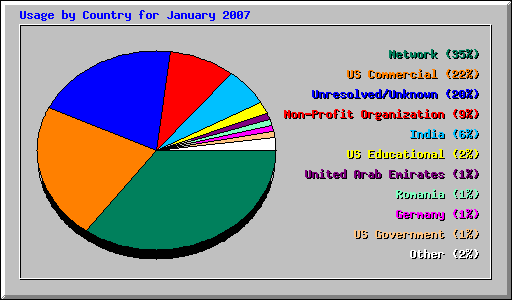 Usage by Country for January 2007
Network (35%)
US Commercial (22%)
Unresolved/Unknown (20%)
Non-Profit Organization (9%)
India (6%)
US Educational (2%)
United Arab Emirates (1%)
Romania (1%)
Germany (1%)
US Government (1%)
Other (2%)